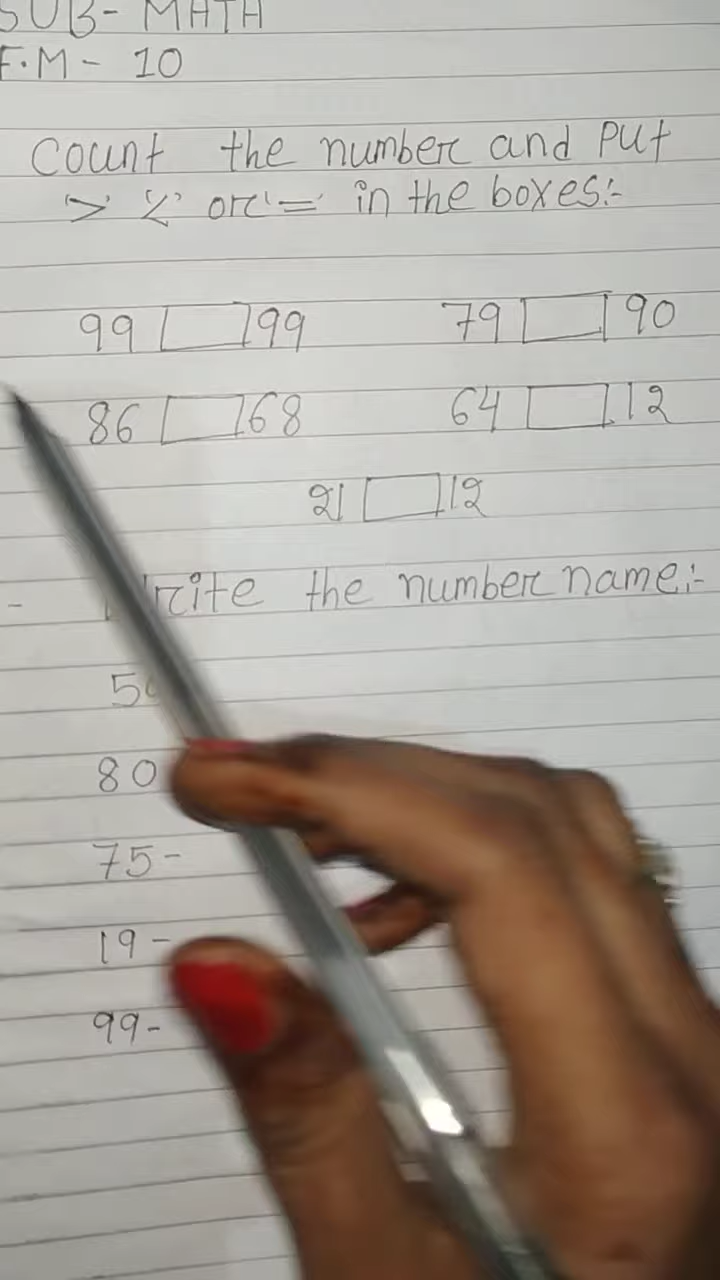 SUB- MATH
F.M - 10
Count the number and put
'>' '<' or '=' in the boxes:-
99 99 79 90
86 68 64 12
21 12
- Write the number name:-
80
75-
19-
99-